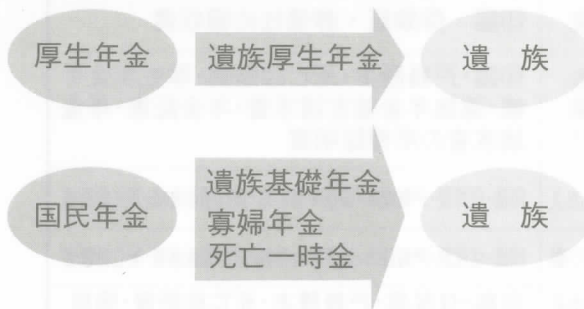 厚生年金 遺族厚生年金 遺　族
遺族基礎年金
国民年金 寡婦年金 遺　族
死亡一時金